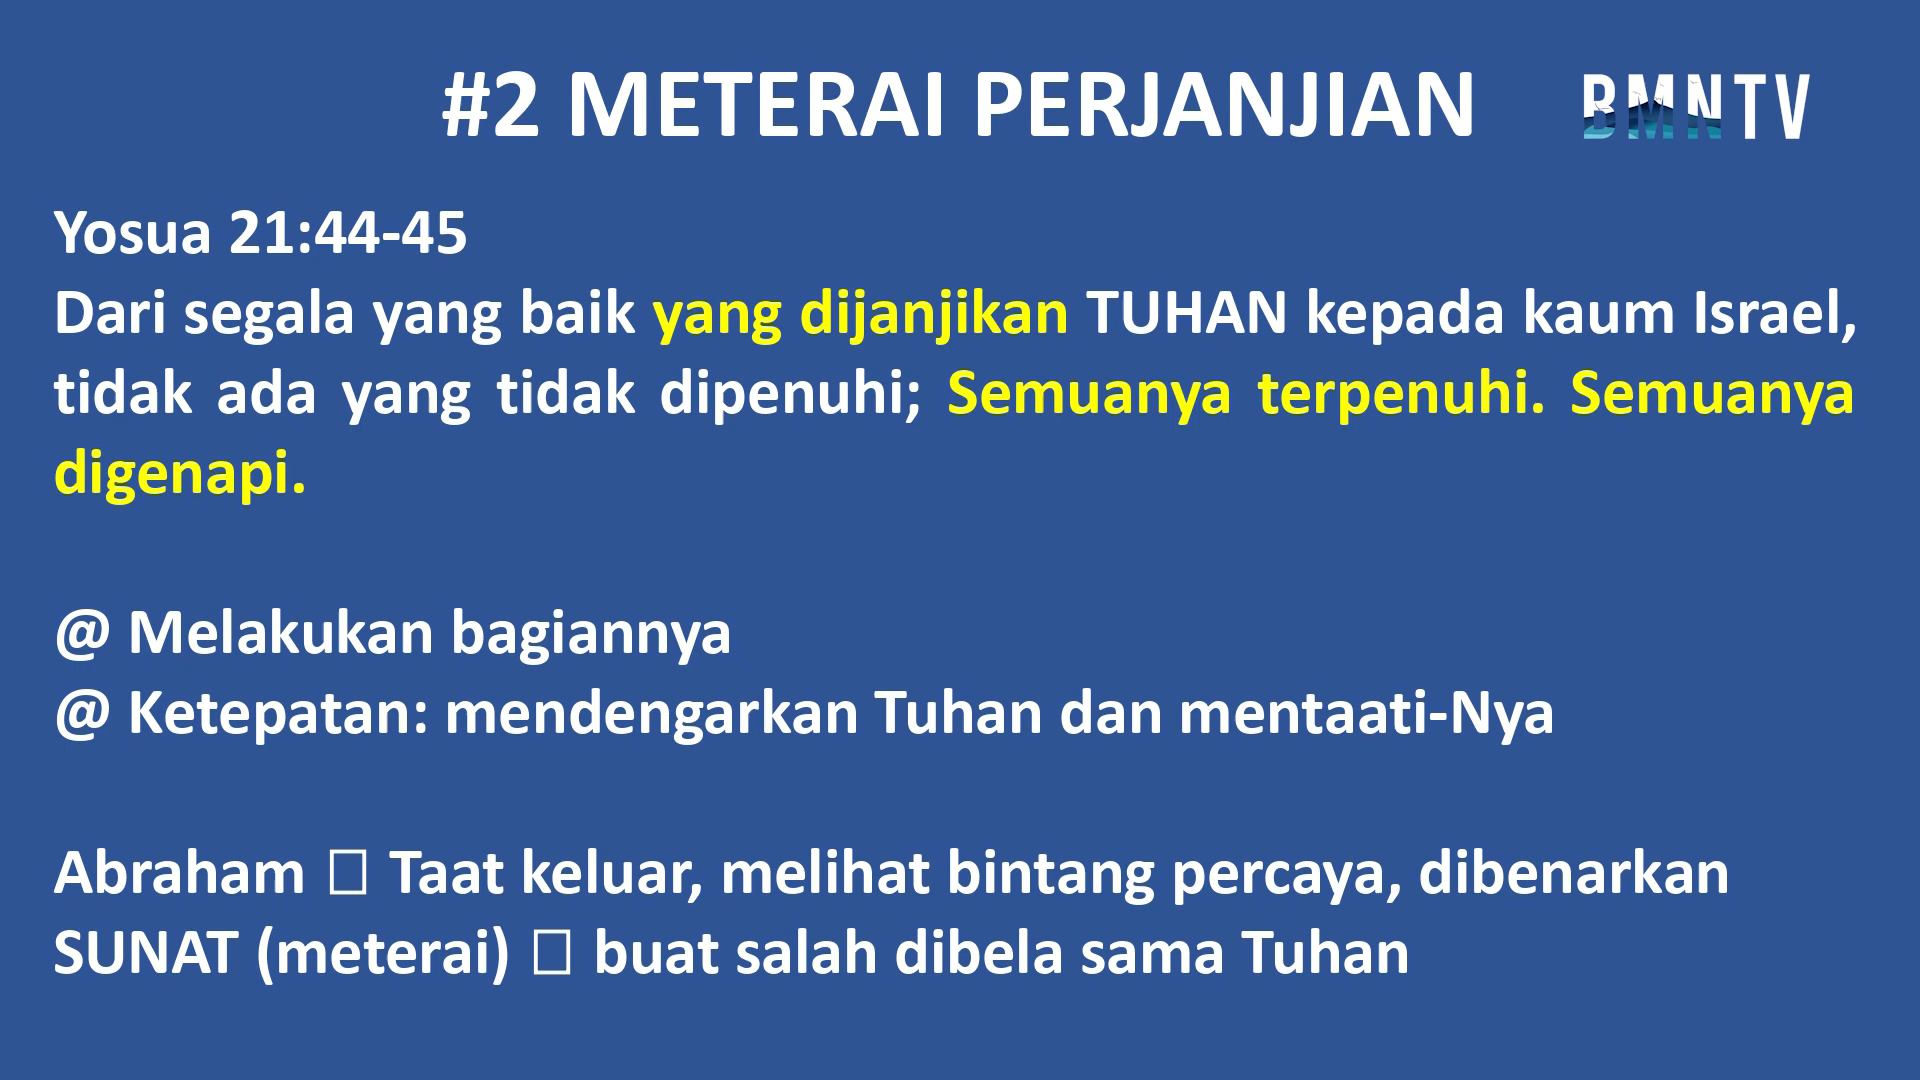 #2 METERAI PERJANJIAN
BMNTV
Yosua 21:44-45
Dari segala yang baik yang dijanjikan TUHAN kepada kaum Israel,
tidak ada yang tidak dipenuhi; Semuanya terpenuhi. Semuanya
digenapi.
@ Melakukan bagiannya
@ Ketepatan: mendengarkan Tuhan dan mentaati-Nya
Abraham □ Taat keluar, melihat bintang percaya, dibenarkan
SUNAT (meterai) □ buat salah dibela sama Tuhan